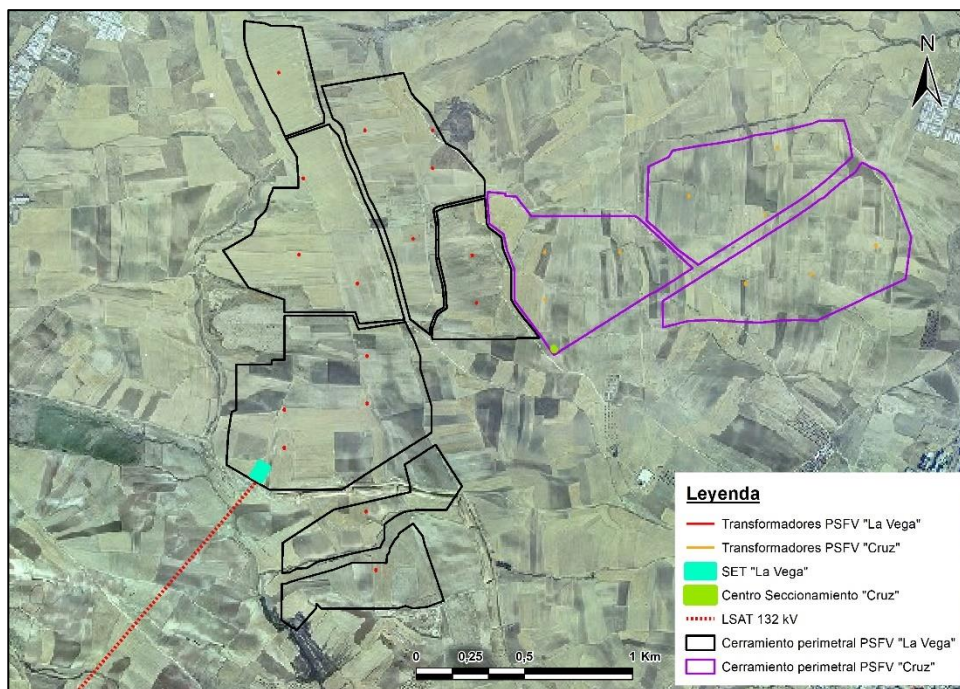 N
Leyenda
Transformadores PSFV "La Vega"
Transformadores PSFV "Cruz"
SET "La Vega"
Centro Seccionamiento "Cruz"
LSAT 132 kV
Cerramiento perimetral PSFV "La Vega"
Cerramiento perimetral PSFV "Cruz"
0 0,25 0,5 1 Km